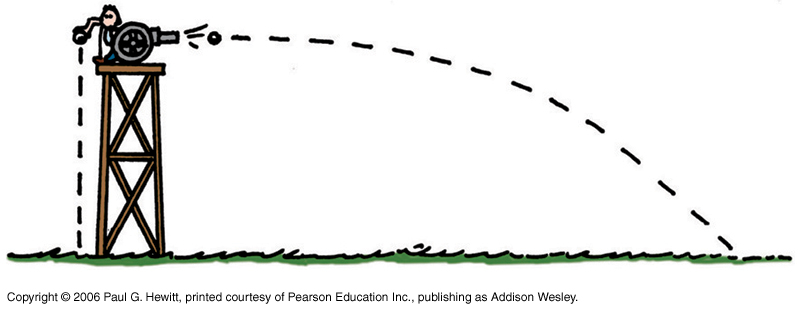 Copyright © 2006 Paul G. Hewitt, printed courtesy of Pearson Education Inc., publishing as Addison Wesley.